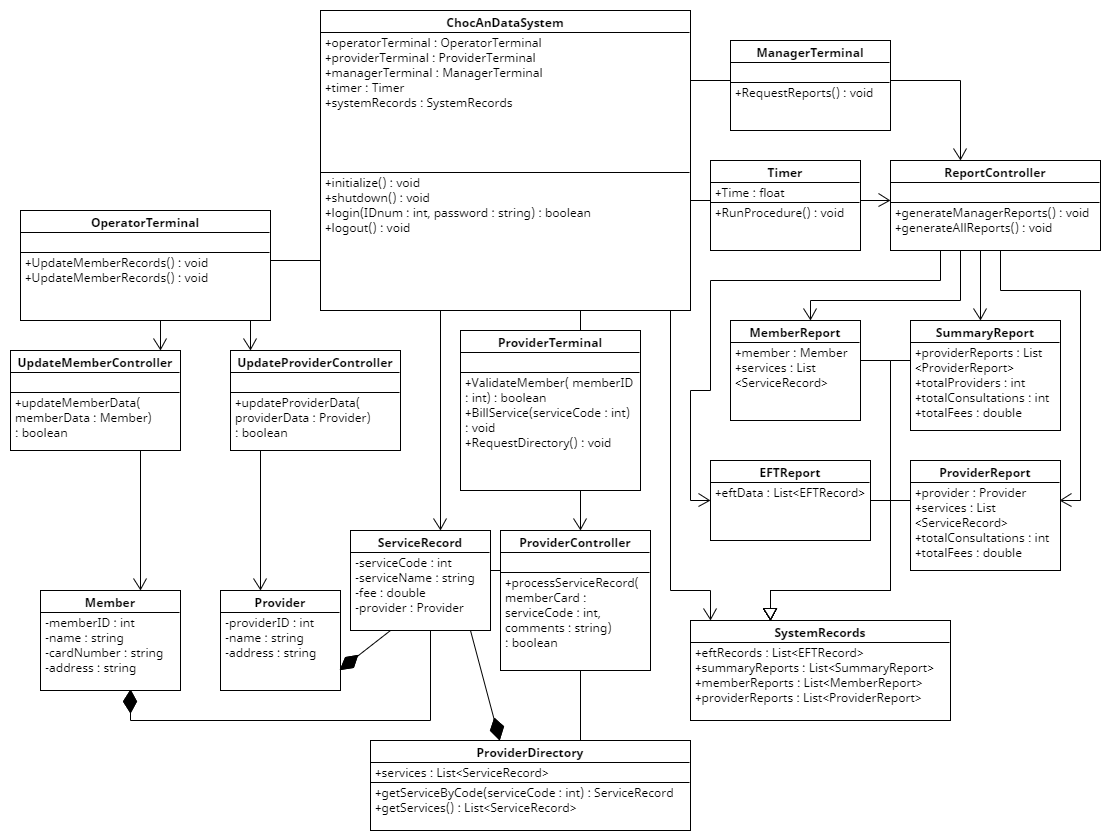 ChocAnDataSystem
+operatorTerminal : OperatorTerminal
+providerTerminal : ProviderTerminal
+managerTerminal : ManagerTerminal
+timer : Timer
+systemRecords : SystemRecords
+initialize() : void
+shutdown() : void
+login(IDnum : int, password : string) : boolean
+logout() : void
ManagerTerminal
+RequestReports() : void
Timer
+Time : float
+RunProcedure() : void
ReportController
+generateManagerReports() : void
+generateAllReports() : void
OperatorTerminal
+UpdateMemberRecords() : void
+UpdateMemberRecords() : void
UpdateMemberController
+updateMemberData(
memberData : Member)
: boolean
UpdateProviderController
+updateProviderData(
providerData : Provider)
: boolean
ProviderTerminal
+ValidateMember( memberID
: int) : boolean
+BillService(serviceCode : int)
: void
+RequestDirectory() : void
MemberReport
+member : Member
+services : List
<ServiceRecord>
SummaryReport
+providerReports : List
<ProviderReport>
+totalProviders : int
+totalConsultations : int
+totalFees : double
EFTReport
+eftData : List<EFTRecord>
ProviderReport
+provider : Provider
+services : List
<ServiceRecord>
+totalConsultations : int
+totalFees : double
ServiceRecord
-serviceCode : int
-serviceName : string
-fee : double
-provider : Provider
ProviderController
+processServiceRecord(
memberCard :
serviceCode : int,
comments : string)
: boolean
Member
-memberID : int
-name : string
-cardNumber : string
-address : string
Provider
-providerID : int
-name : string
-address : string
SystemRecords
+eftRecords : List<EFTRecord>
+summaryReports : List<SummaryReport>
+memberReports : List<MemberReport>
+providerReports : List<ProviderReport>
ProviderDirectory
+services : List<ServiceRecord>
+getServiceByCode(serviceCode : int) : ServiceRecord
+getServices() : List<ServiceRecord>